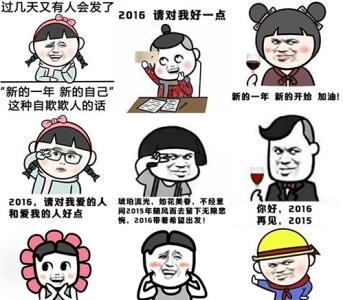 过几天又有人会发了
“新的一年 新的自己”
这种自欺欺人的话
2016 请对我好一点
新的一年 新的开始 加油!
2016，请对我爱的人
和爱我的人好点
琥珀流光，如花美眷，不经意
间2015年随风而去留下无限悲
惋，2016带着希望出发！
你好，2016
再见，2015